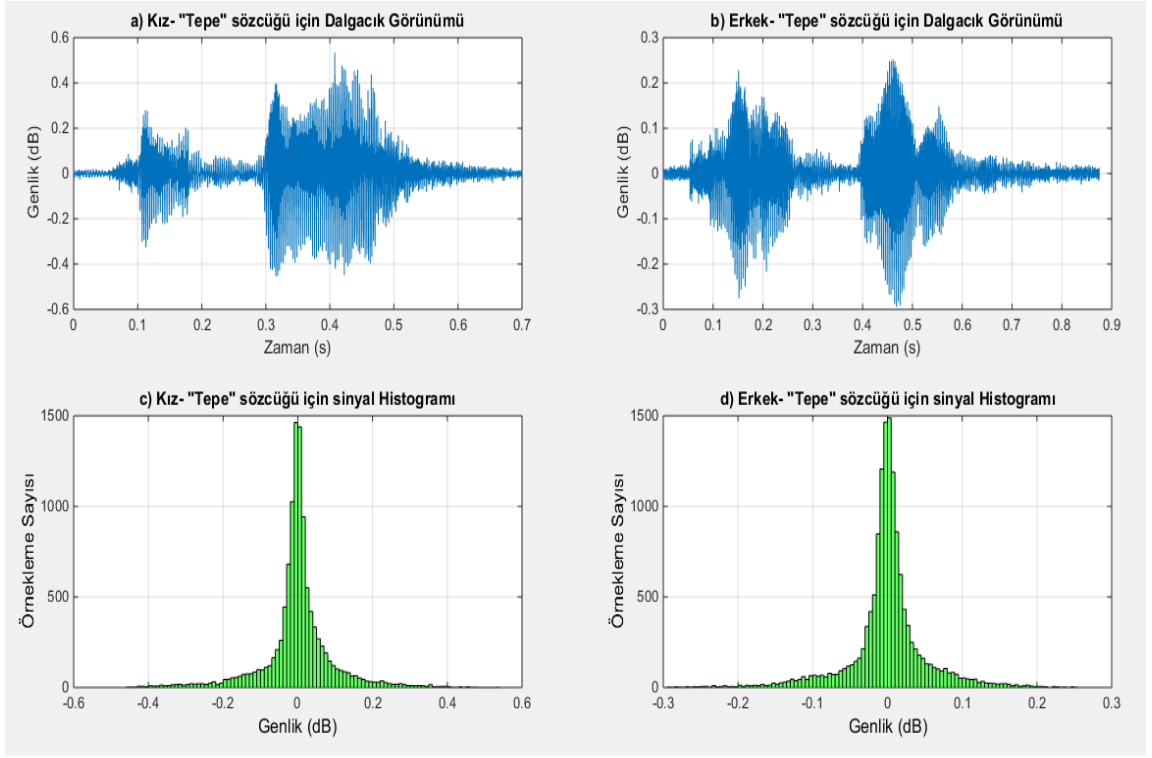 a) Kız- "Tepe" sözcüğü için Dalgacık Görünümü
0.6
0.4
0.2
0
-0.2
-0.4
-0.6
Genlik (dB)
0 0.1 0.2 0.3 0.4 0.5 0.6 0.7
Zaman (s)
b) Erkek- "Tepe" sözcüğü için Dalgacık Görünümü
0.3
0.2
0.1
0
-0.1
-0.2
-0.3
Genlik (dB)
0 0.1 0.2 0.3 0.4 0.5 0.6 0.7 0.8 0.9
Zaman (s)
c) Kız- "Tepe" sözcüğü için sinyal Histogramı
1500
1000
500
0
Örnekleme Sayısı
-0.6 -0.4 -0.2 0 0.2 0.4 0.6
Genlik (dB)
d) Erkek- "Tepe" sözcüğü için sinyal Histogramı
1500
1000
500
0
Örnekleme Sayısı
-0.3 -0.2 -0.1 0 0.1 0.2 0.3
Genlik (dB)